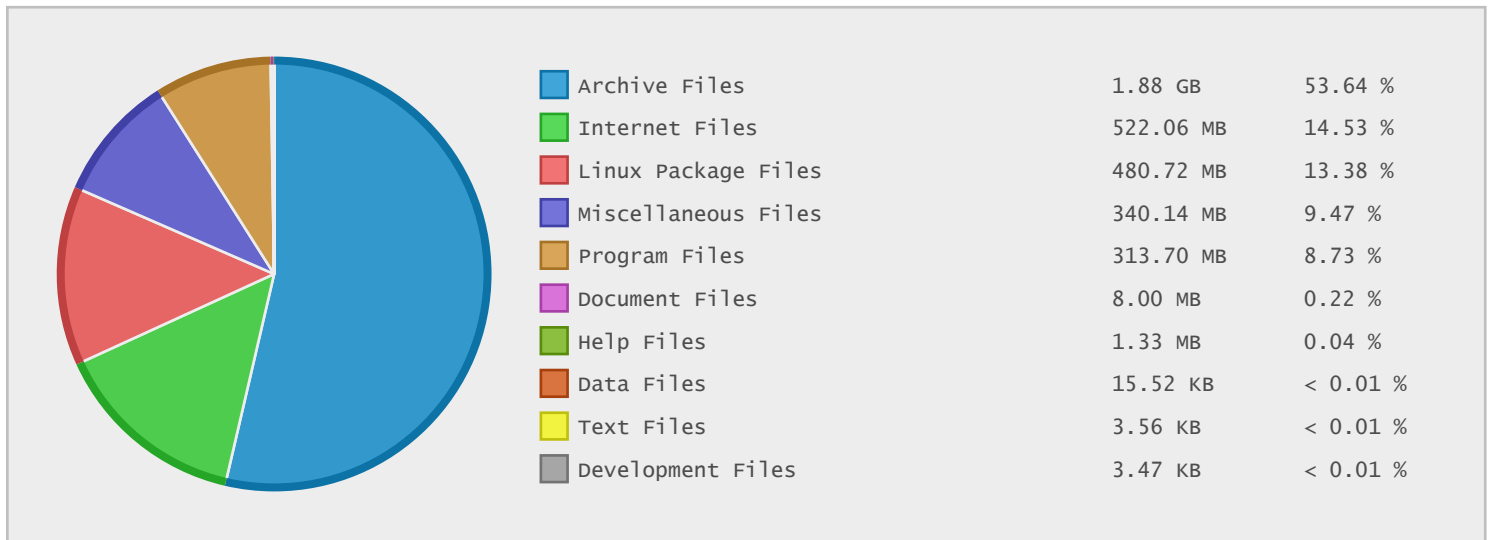 Archive Files 1.88 GB 53.64 %
Internet Files 522.06 MB 14.53 %
Linux Package Files 480.72 MB 13.38 %
Miscellaneous Files 340.14 MB 9.47 %
Program Files 313.70 MB 8.73 %
Document Files 8.00 MB 0.22 %
Help Files 1.33 MB 0.04 %
Data Files 15.52 KB < 0.01 %
Text Files 3.56 KB < 0.01 %
Development Files 3.47 KB < 0.01 %